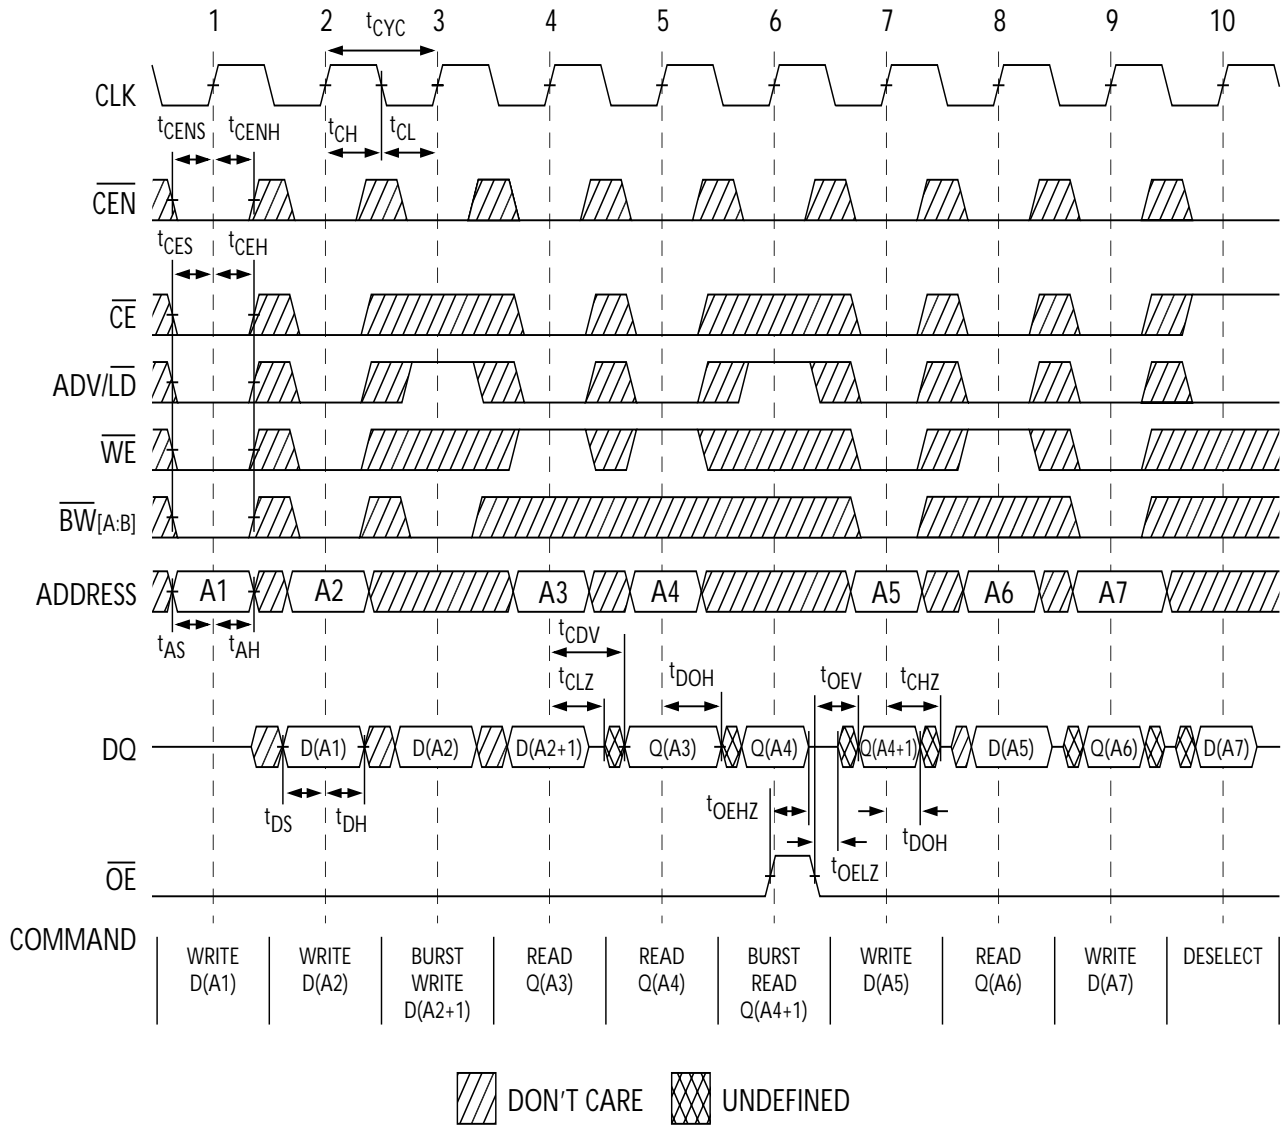 1 2 3 4 5 6 7 8 9 10
tCYC
CLK
tCENS tCENH tCH tCL
CEN
tCES tCEH
CE
ADV/LD
WE
BW[A:B]
ADDRESS A1 A2 A3 A4 A5 A6 A7
tAS tAH tCDV
tCLZ tDOH tOEV tCHZ
DQ D(A1) D(A2) D(A2+1) Q(A3) Q(A4) Q(A4+1) D(A5) Q(A6) D(A7)
tDS tDH tOEHZ tDOH
tOELZ
OE
COMMAND
WRITE WRITE BURST READ READ BURST WRITE READ WRITE DESELECT
D(A1) D(A2) WRITE Q(A3) Q(A4) READ D(A5) Q(A6) D(A7)
D(A2+1) Q(A4+1)
DON'T CARE UNDEFINED